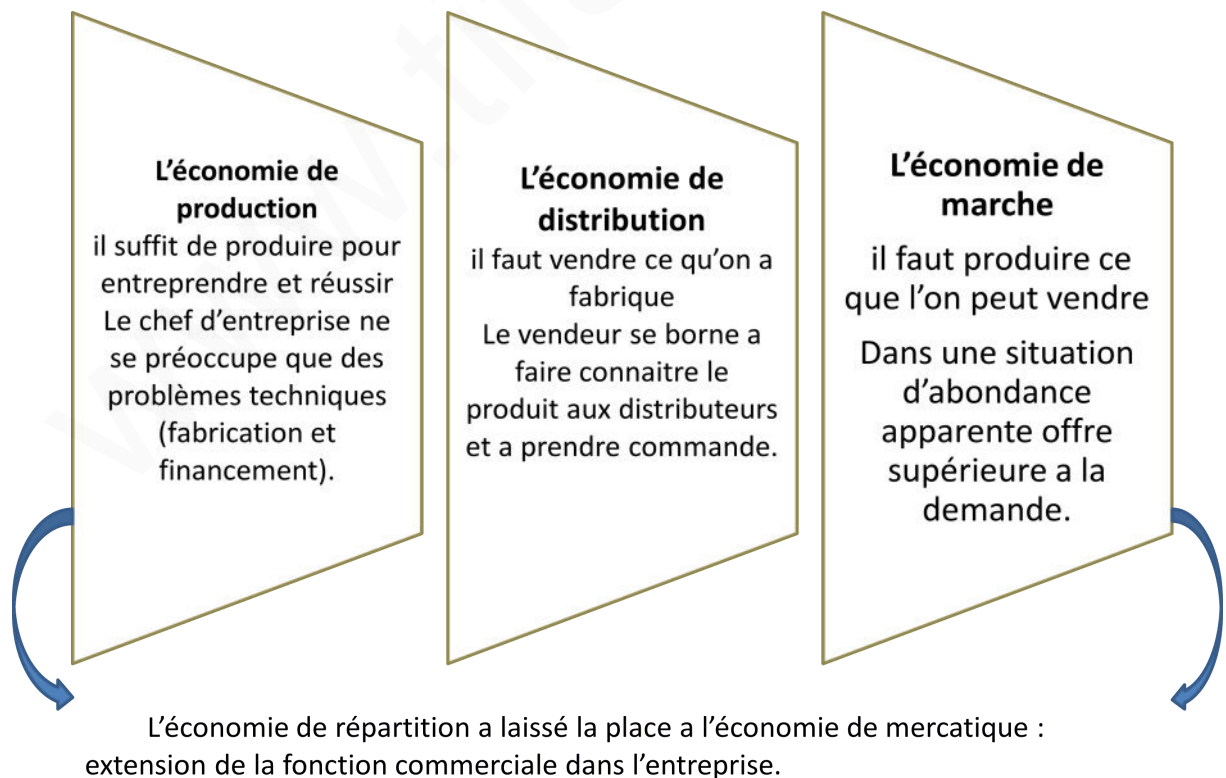 L'économie de
production
il suffit de produire pour
entreprendre et réussir
Le chef d'entreprise ne
se préoccupe que des
problèmes techniques
(fabrication et
financement).
L'économie de
distribution
il faut vendre ce qu'on a
fabrique
Le vendeur se borne a
faire connaitre le
produit aux distributeurs
et a prendre commande.
L'économie de
marche
il faut produire ce
que l'on peut vendre
Dans une situation
d'abondance
apparente offre
supérieure a la
demande.
L'économie de répartition a laissé la place a l'économie de mercatique :
extension de la fonction commerciale dans l'entreprise.